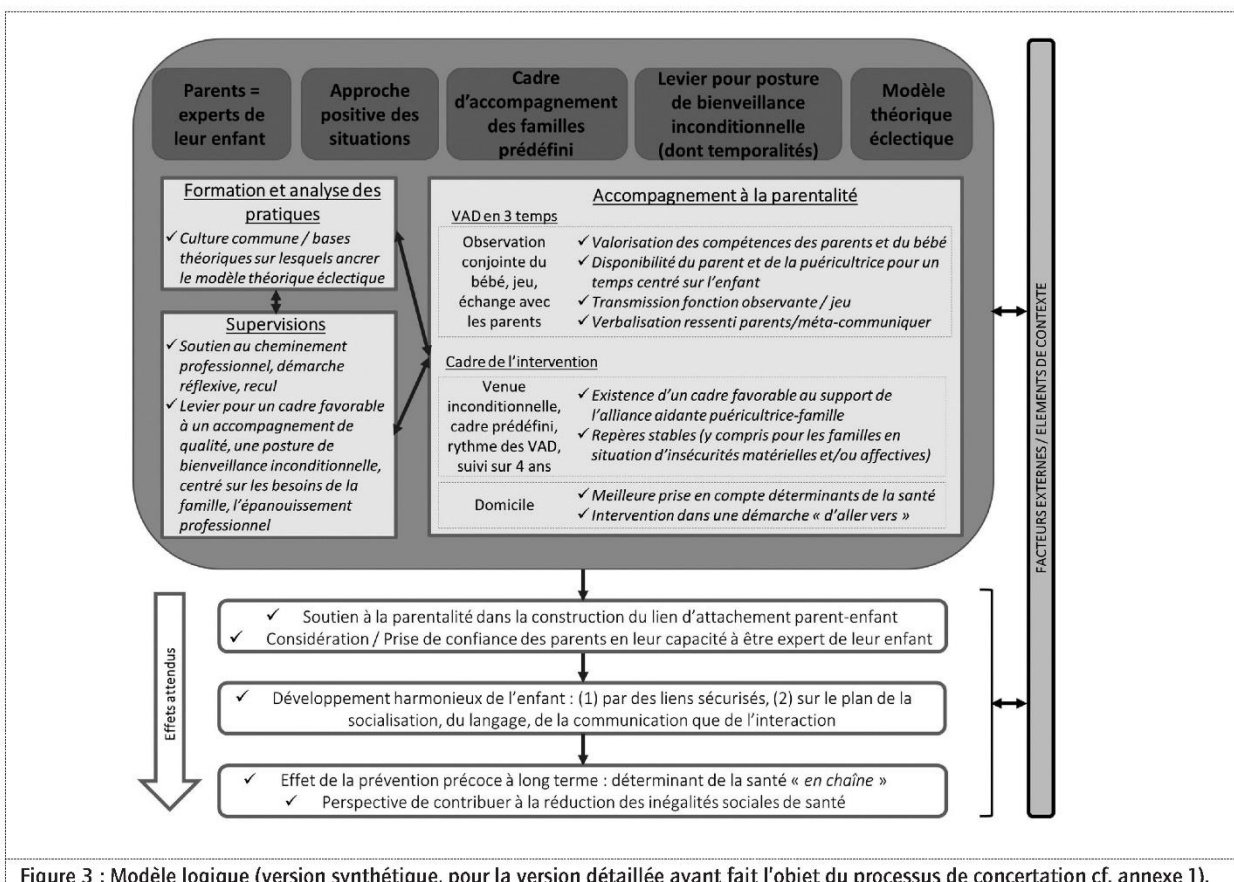 Parents =
experts de
leur enfant
Approche
positive des
situations
Cadre
d'accompagnement
des familles
prédéfini
Levier pour posture
de bienveillance
inconditionnelle
(dont temporalités)
Modèle
théorique
éclectique
Formation et analyse des
pratiques
✓ Culture commune / bases
théoriques sur lesquels ancrer
le modèle théorique éclectique
Supervisions
✓ Soutien au cheminement
professionnel, démarche
réflexive, recul
✓ Levier pour un cadre favorable
à un accompagnement de
qualité, une posture de
bienveillance inconditionnelle,
centré sur les besoins de la
famille, l'épanouissement
professionnel
Accompagnement à la parentalité
VAD en 3 temps
Observation
conjointe du
bébé, jeu,
échange avec
les parents
✓ Valorisation des compétences des parents et du bébé
✓ Disponibilité du parent et de la puéricultrice pour un
temps centré sur l'enfant
✓ Transmission fonction observante / jeu
✓ Verbalisation ressenti parents/méta-communiquer
Cadre de l'intervention
Venue
inconditionnelle,
cadre prédéfini,
rythme des VAD,
suivi sur 4 ans
✓ Existence d'un cadre favorable au support de
l'alliance aidante puéricultrice-famille
✓ Repères stables (y compris pour les familles en
situation d'insécurités matérielles et/ou affectives)
Domicile
✓ Meilleure prise en compte déterminants de la santé
✓ Intervention dans une démarche « d'aller vers »
FACTEURS EXTERNES / ELEMENTS DE CONTEXTE
Effets attendus
✓ Soutien à la parentalité dans la construction du lien d'attachement parent-enfant
✓ Considération / Prise de confiance des parents en leur capacité à être expert de leur enfant
✓ Développement harmonieux de l'enfant : (1) par des liens sécurisés, (2) sur le plan de la
socialisation, du langage, de la communication que de l'interaction
✓ Effet de la prévention précoce à long terme : déterminant de la santé « en chaîne »
✓ Perspective de contribuer à la réduction des inégalités sociales de santé
Figure 3 : Modèle logique (version synthétique, pour la version détaillée ayant fait l'objet du processus de concertation cf. annexe 1).